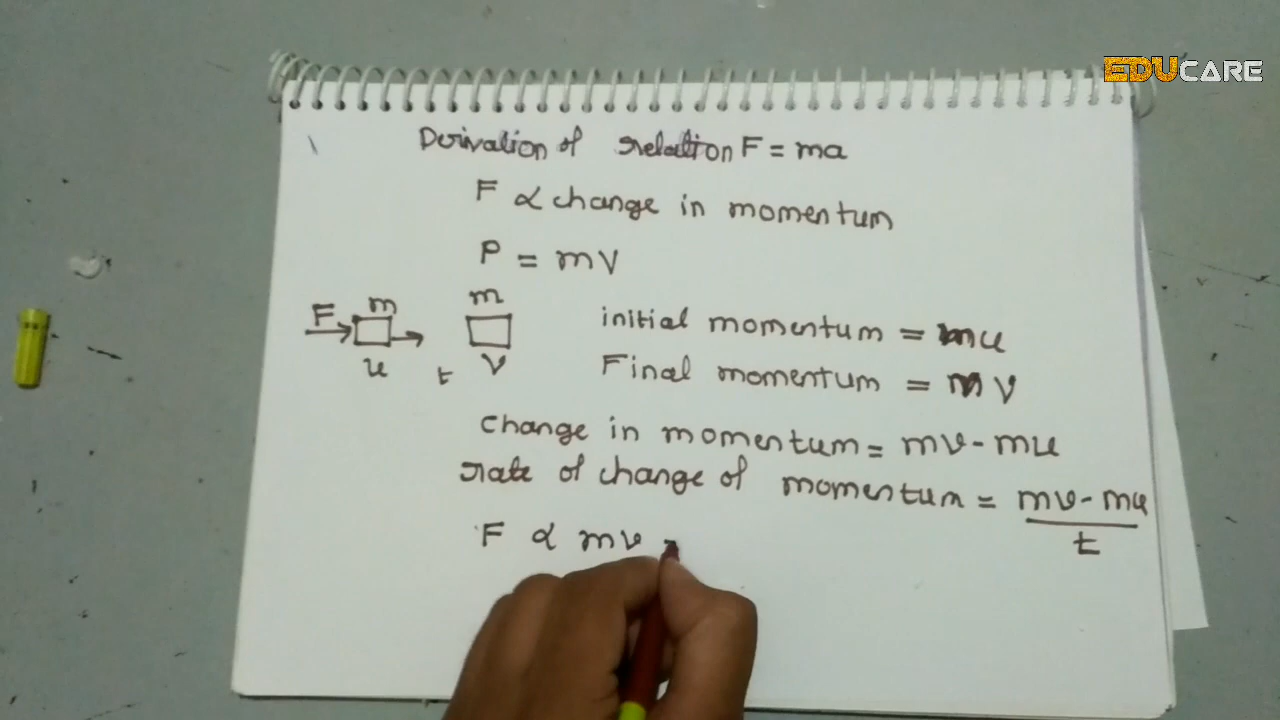 EDUCARE
Derivation of relation F = ma
F ∝ change in momentum
P = mv
F m m
u t v
initial momentum = mu
Final momentum = mv
change in momentum = mv - mu
rate of change of momentum = mv - mu
t
F ∝ mv -